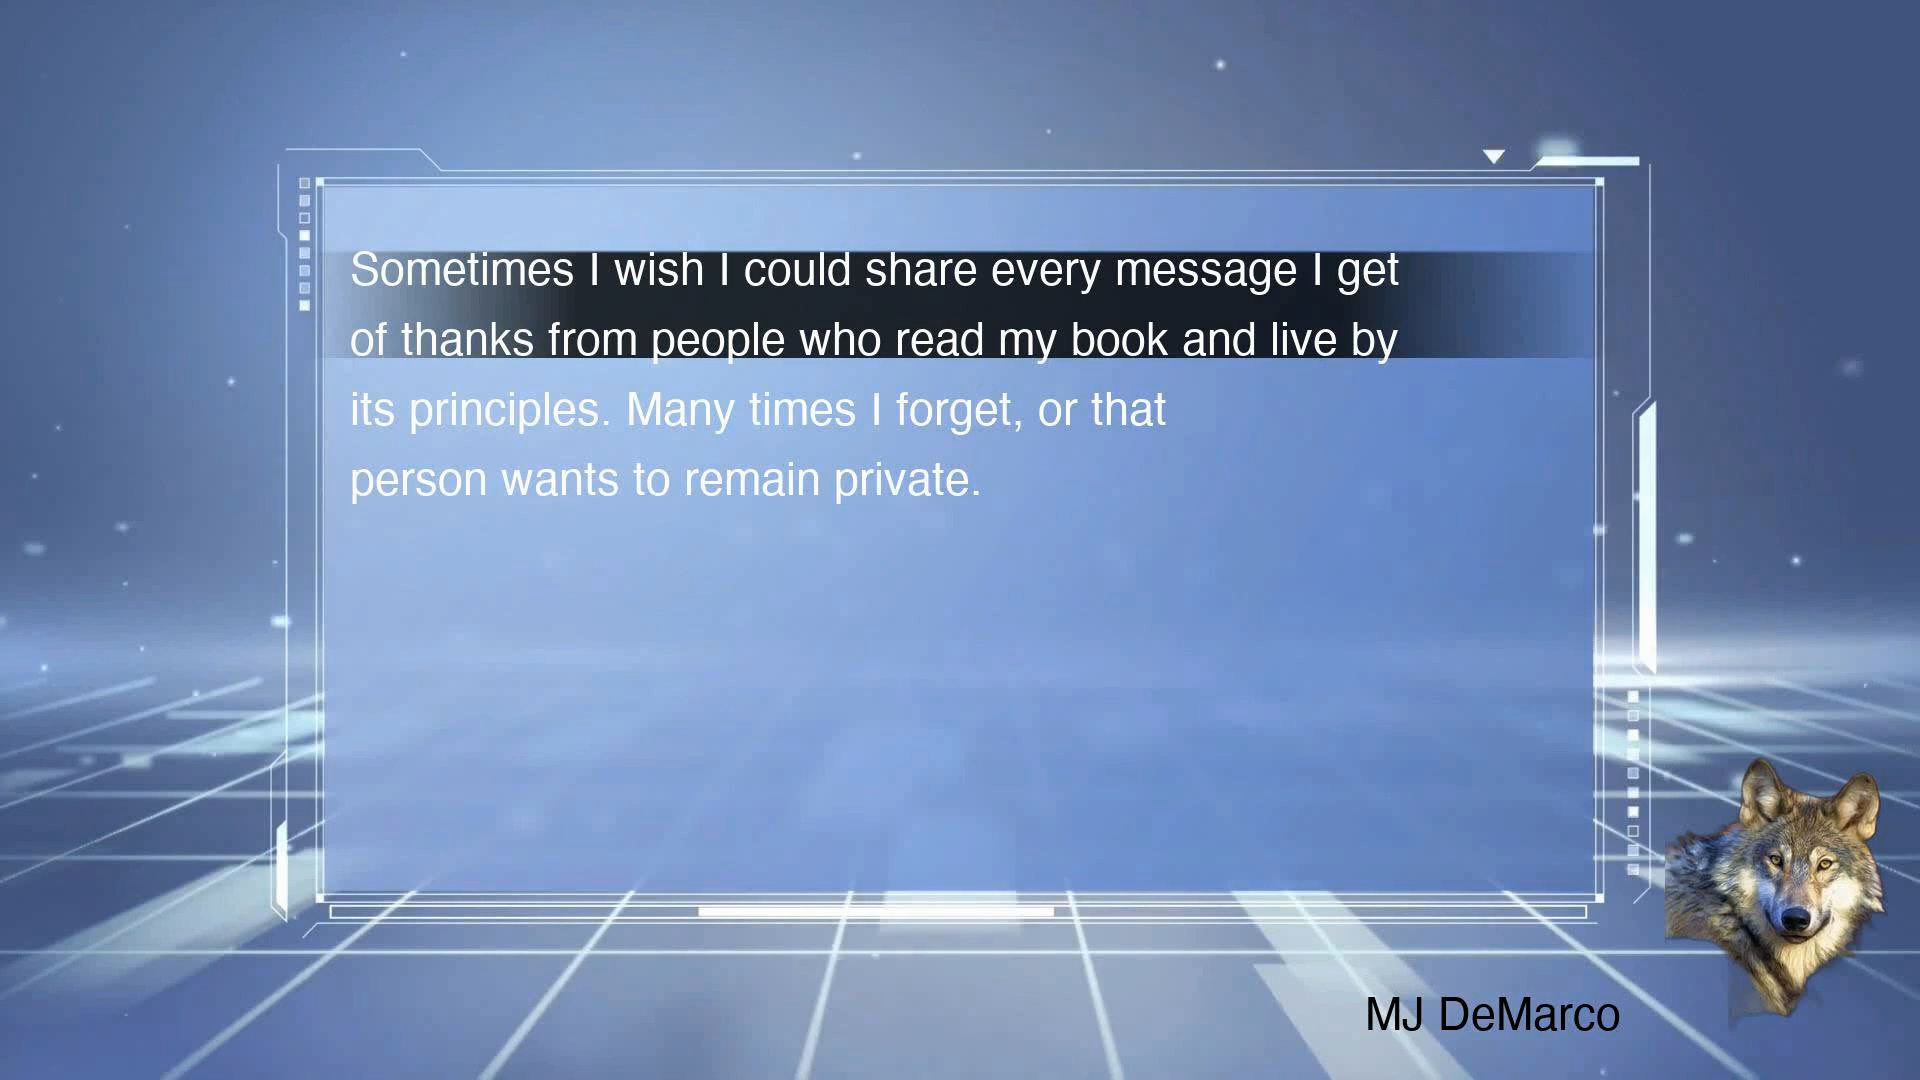 Sometimes I wish I could share every message I get
of thanks from people who read my book and live by
its principles. Many times I forget, or that
person wants to remain private.
MJ DeMarco